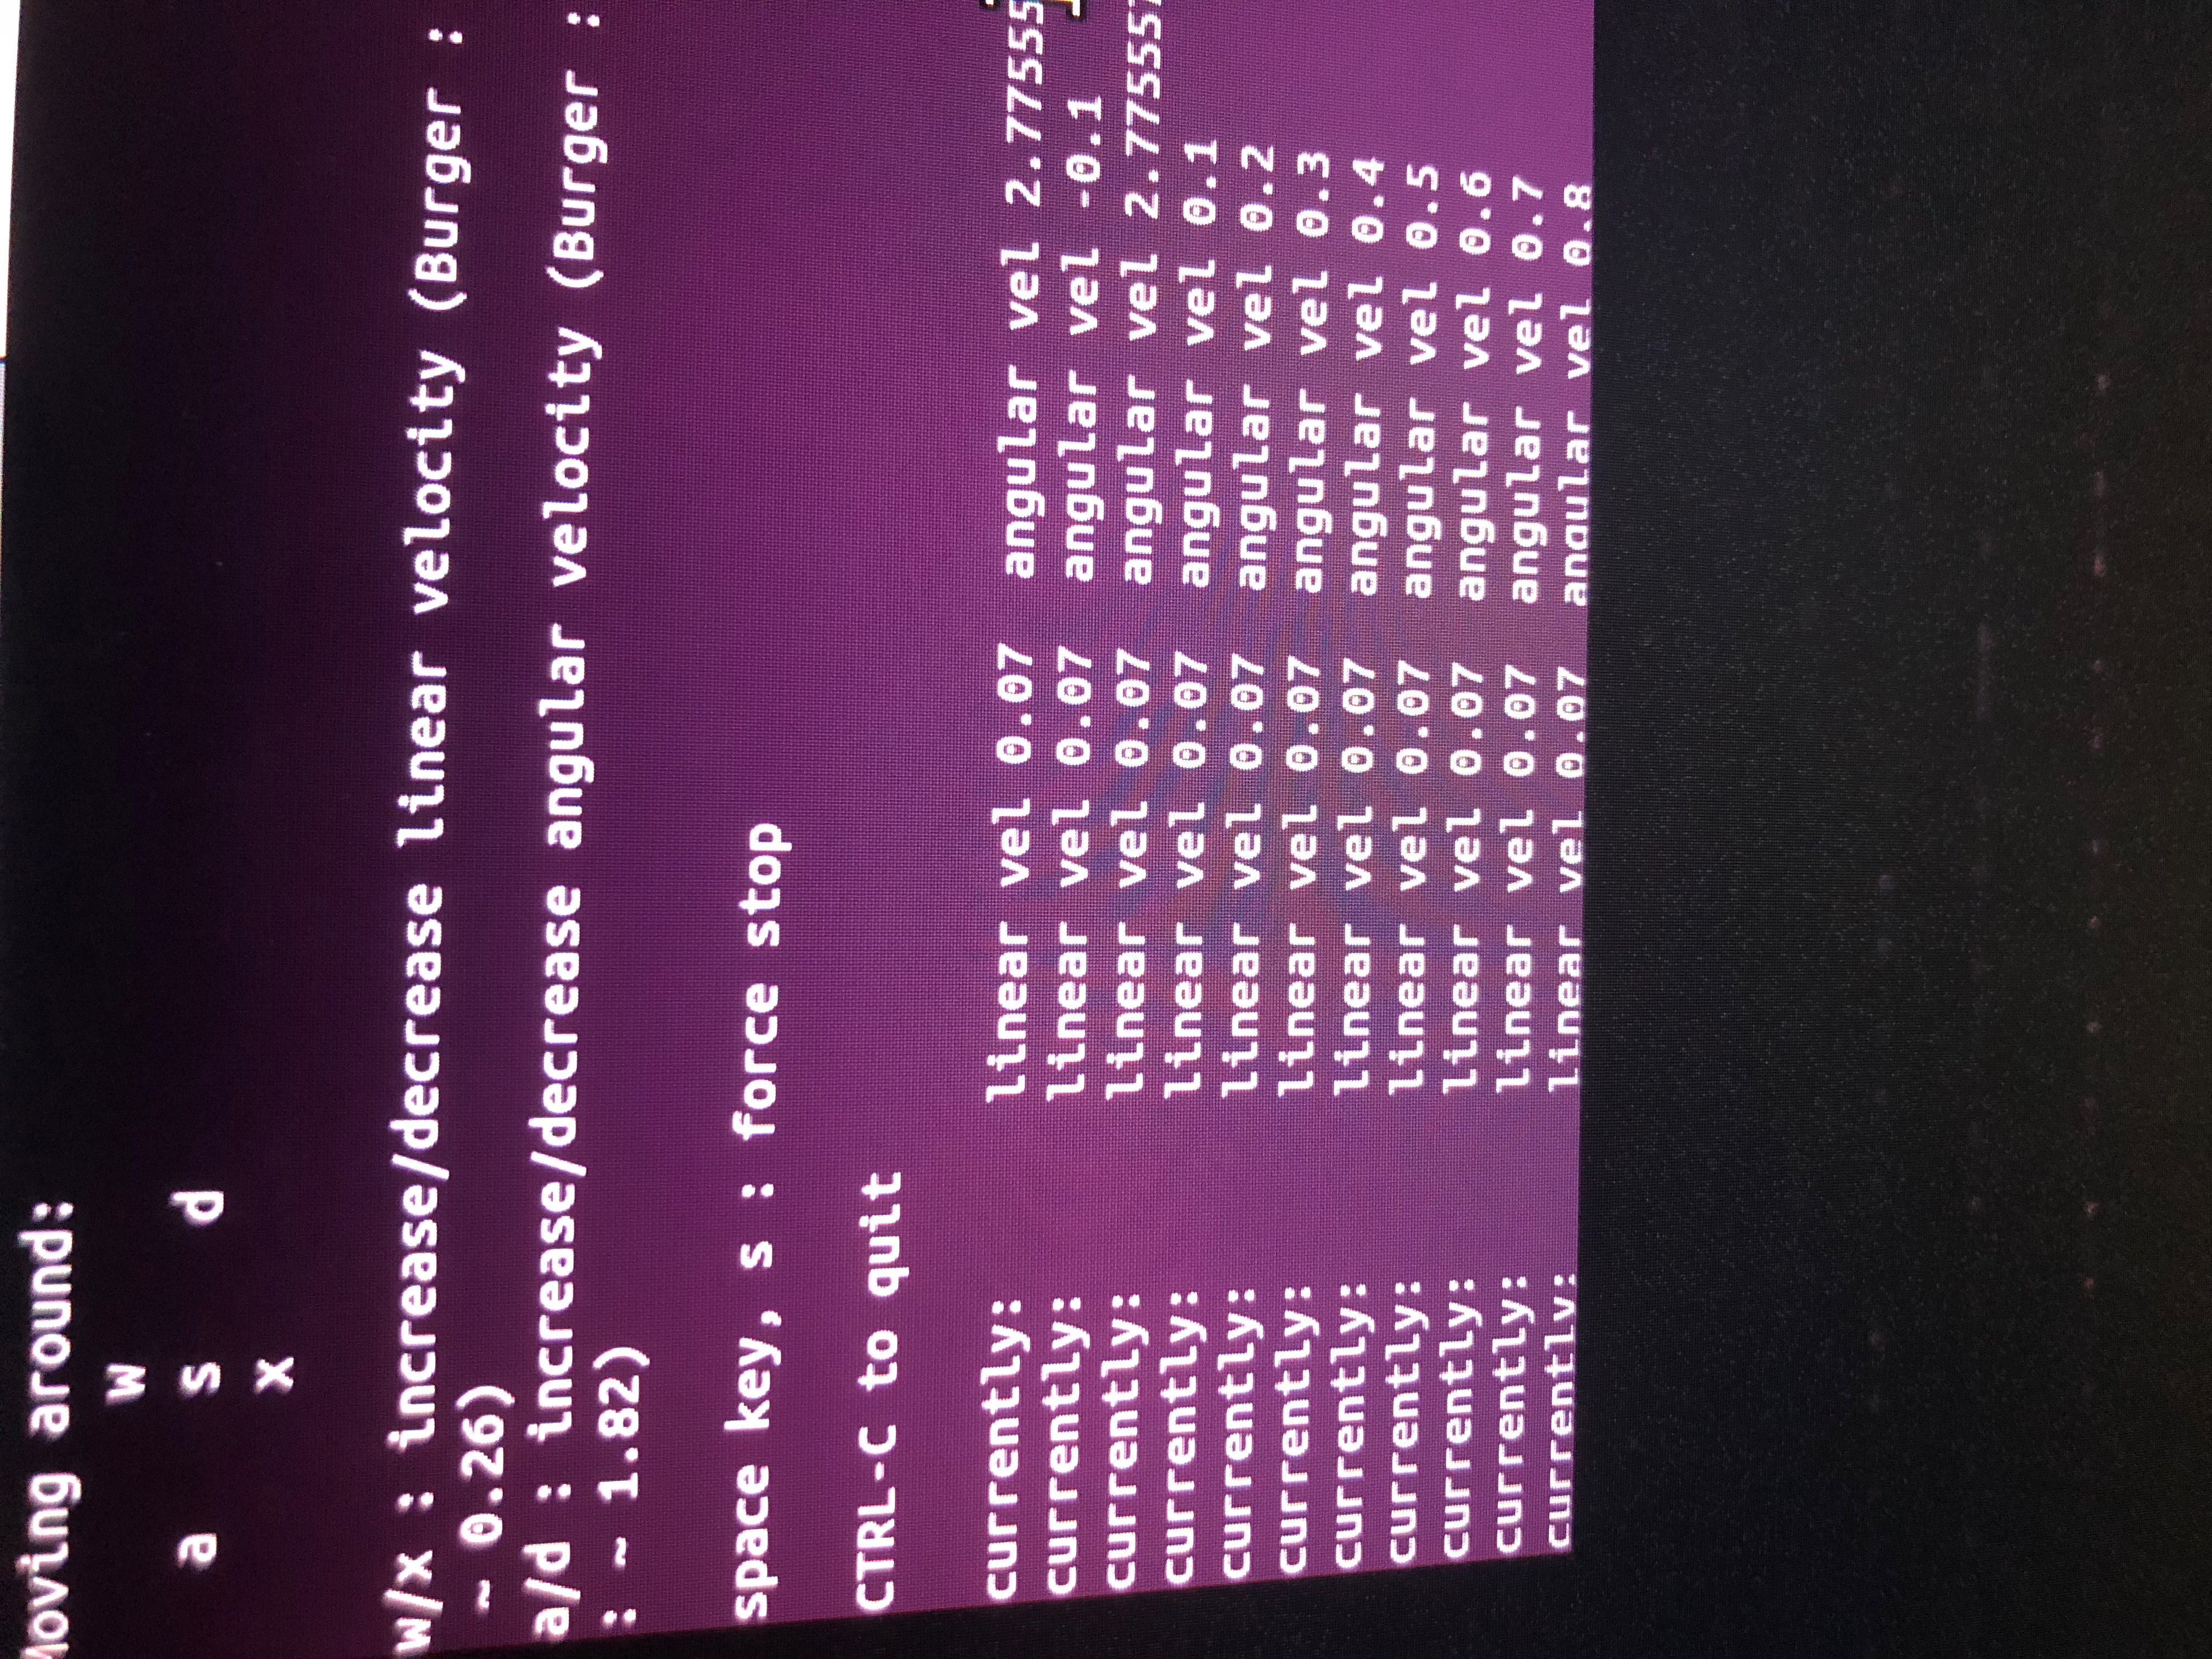 Moving around:
w
a s d
x
w/x : increase/decrease linear velocity (Burger :
~ 0.26)
a/d : increase/decrease angular velocity (Burger :
: ~ 1.82)
space key, s : force stop
CTRL-C to quit
currently: linear vel 0.07 angular vel 2.77555
currently: linear vel 0.07 angular vel -0.1
currently: linear vel 0.07 angular vel 2.775557
currently: linear vel 0.07 angular vel 0.1
currently: linear vel 0.07 angular vel 0.2
currently: linear vel 0.07 angular vel 0.3
currently: linear vel 0.07 angular vel 0.4
currently: linear vel 0.07 angular vel 0.5
currently: linear vel 0.07 angular vel 0.6
currently: linear vel 0.07 angular vel 0.7
currently: linear vel 0.07 angular vel 0.8